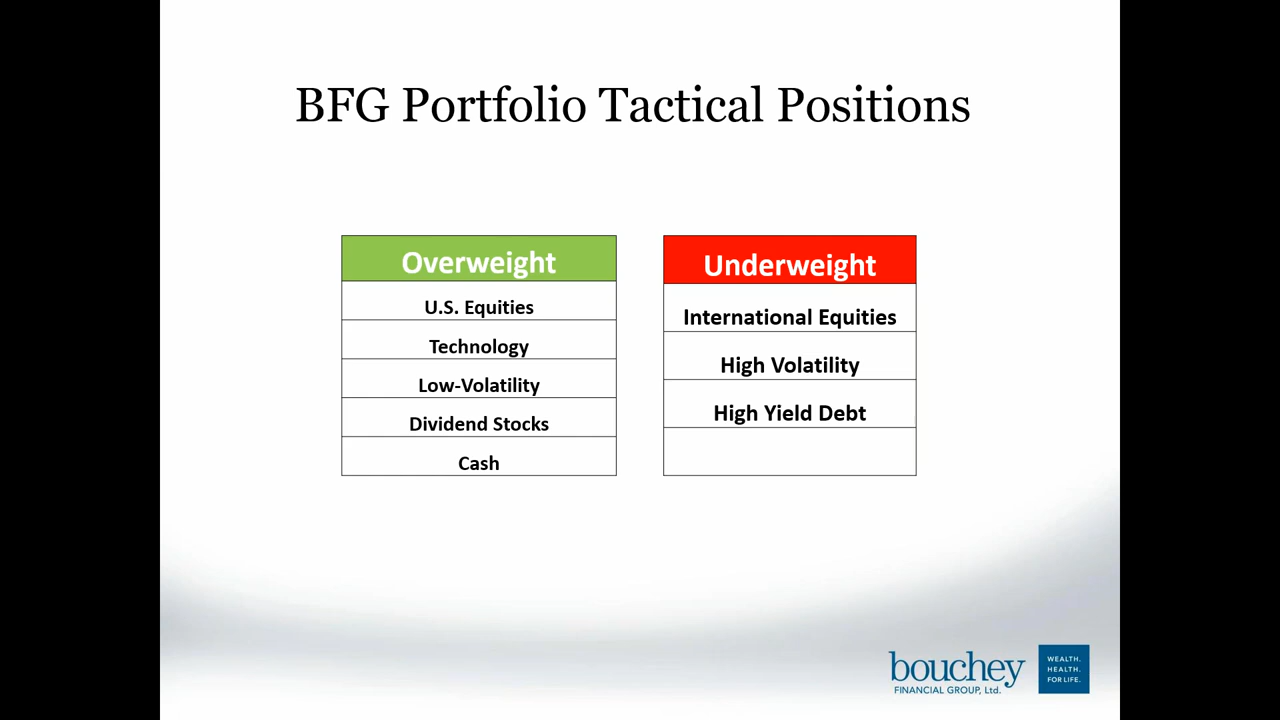 BFG Portfolio Tactical Positions
Overweight
U.S. Equities
Technology
Low-Volatility
Dividend Stocks
Cash
Underweight
International Equities
High Volatility
High Yield Debt
bouchey
FINANCIAL GROUP, Ltd.
WEALTH.
HEALTH.
FOR LIFE.